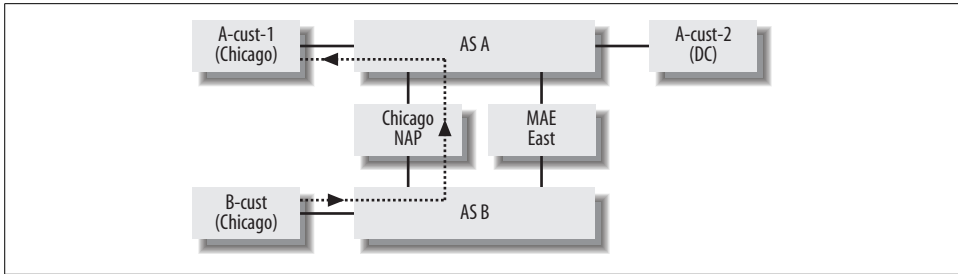 A-cust-1
(Chicago)
AS A
A-cust-2
(DC)
Chicago
NAP
MAE
East
B-cust
(Chicago)
AS B